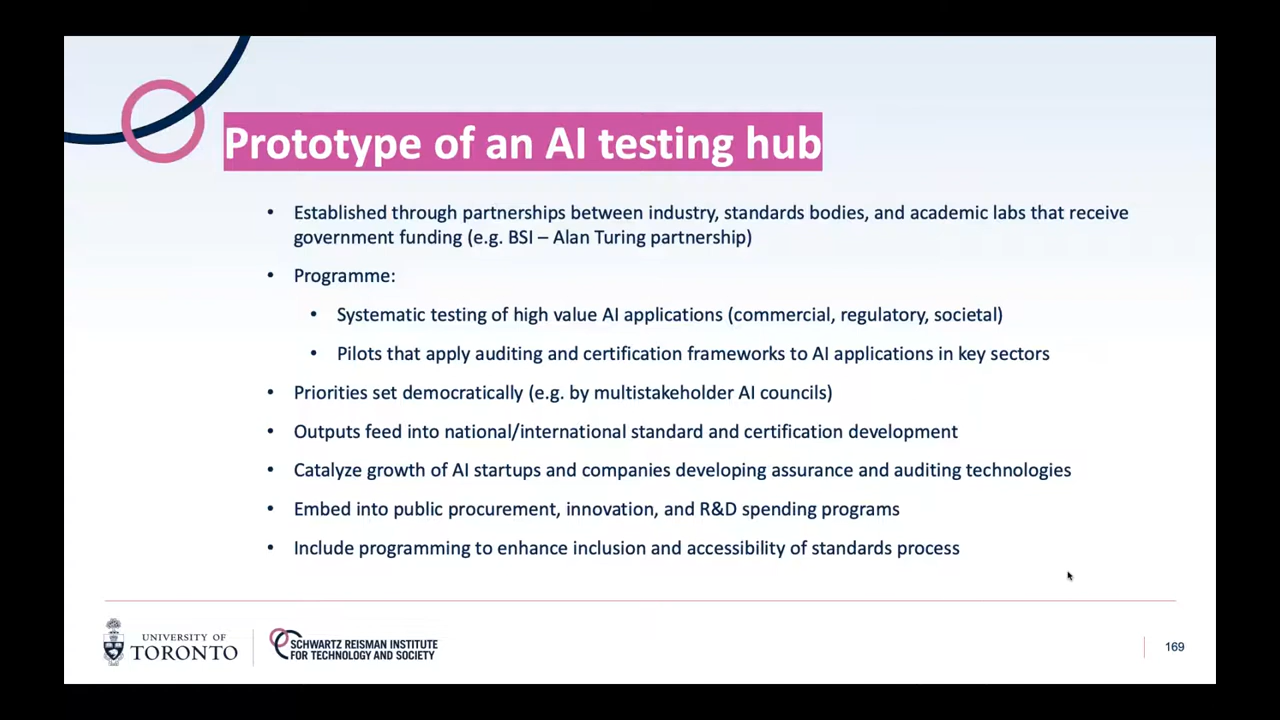 Prototype of an AI testing hub
• Established through partnerships between industry, standards bodies, and academic labs that receive
government funding (e.g. BSI – Alan Turing partnership)
• Programme:
• Systematic testing of high value AI applications (commercial, regulatory, societal)
• Pilots that apply auditing and certification frameworks to AI applications in key sectors
• Priorities set democratically (e.g. by multistakeholder AI councils)
• Outputs feed into national/international standard and certification development
• Catalyze growth of AI startups and companies developing assurance and auditing technologies
• Embed into public procurement, innovation, and R&D spending programs
• Include programming to enhance inclusion and accessibility of standards process
UNIVERSITY OF
TORONTO
SCHWARTZ REISMAN INSTITUTE
FOR TECHNOLOGY AND SOCIETY
169